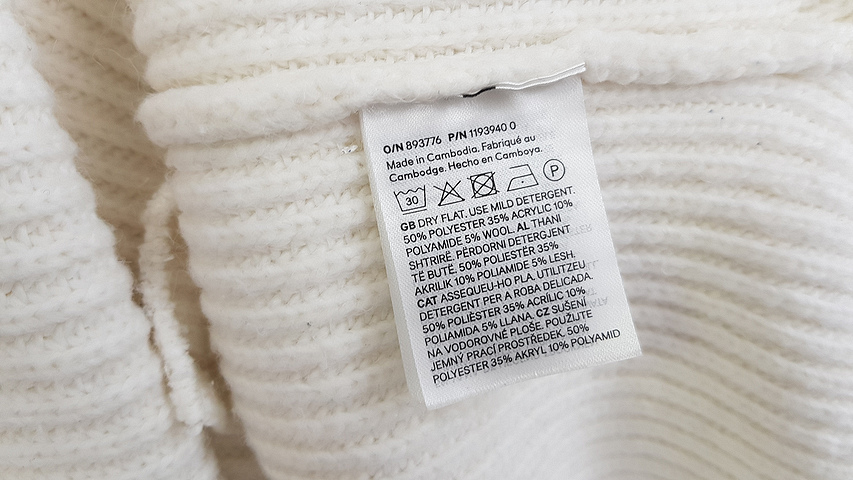 O/N 893776 P/N 1193940 0
Made in Cambodia. Fabriqué au
Cambodge. Hecho en Camboya.
30 P
GB DRY FLAT. USE MILD DETERGENT.
50% POLYESTER 35% ACRYLIC 10%
POLYAMIDE 5% WOOL. AL THANI
SHTRIRË. PËRDORNI DETERGJENT
TË BUTË. 50% POLIESTËR 35%
AKRILIK 10% POLIAMIDE 5% LESH.
CAT ASSEQUEU-HO PLA. UTILITZEU
DETERGENT PER A ROBA DELICADA.
50% POLIÈSTER 35% ACRÍLIC 10%
POLIAMIDA 5% LLANA. CZ SUŠENÍ
NA VODOROVNÉ PLOŠE. POUŽIJTE
JEMNÝ PRACÍ PROSTŘEDEK. 50%
POLYESTER 35% AKRYL 10% POLYAMID